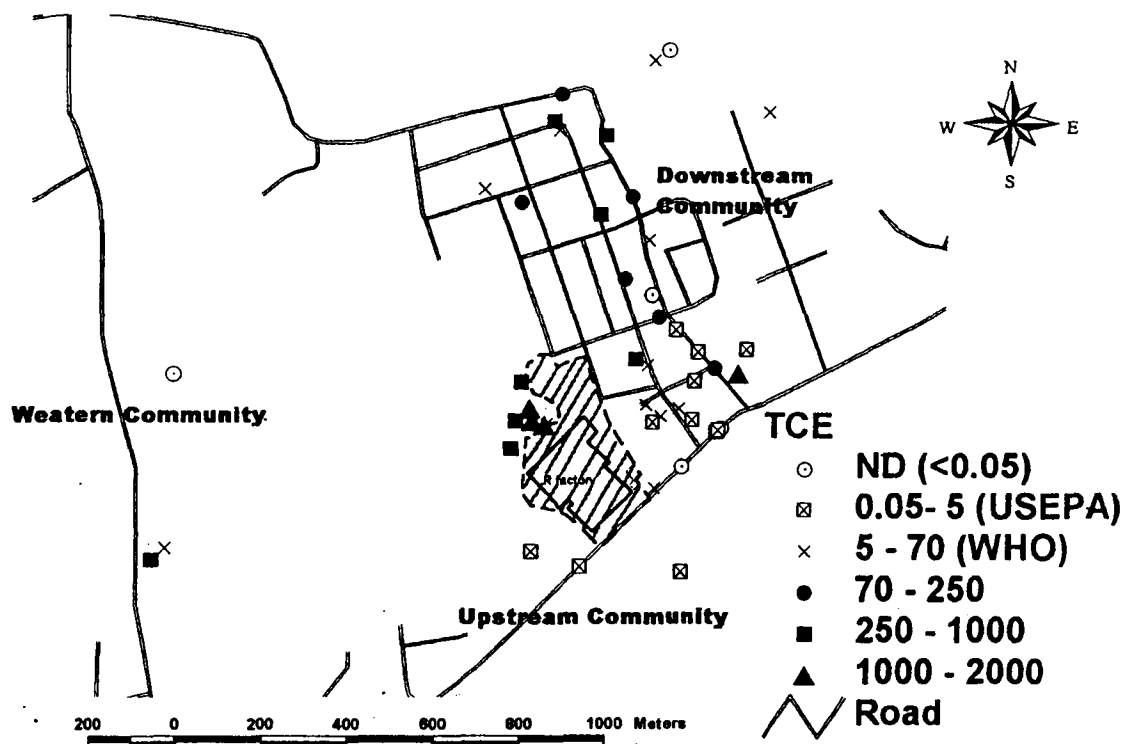 N
W E
S
Downstream
Community
Weatern Community
R factory
Upstream Community
TCE
ND (<0.05)
0.05- 5 (USEPA)
5 - 70 (WHO)
70 - 250
250 - 1000
1000 - 2000
Road
200 0 200 400 600 800 1000 Meters